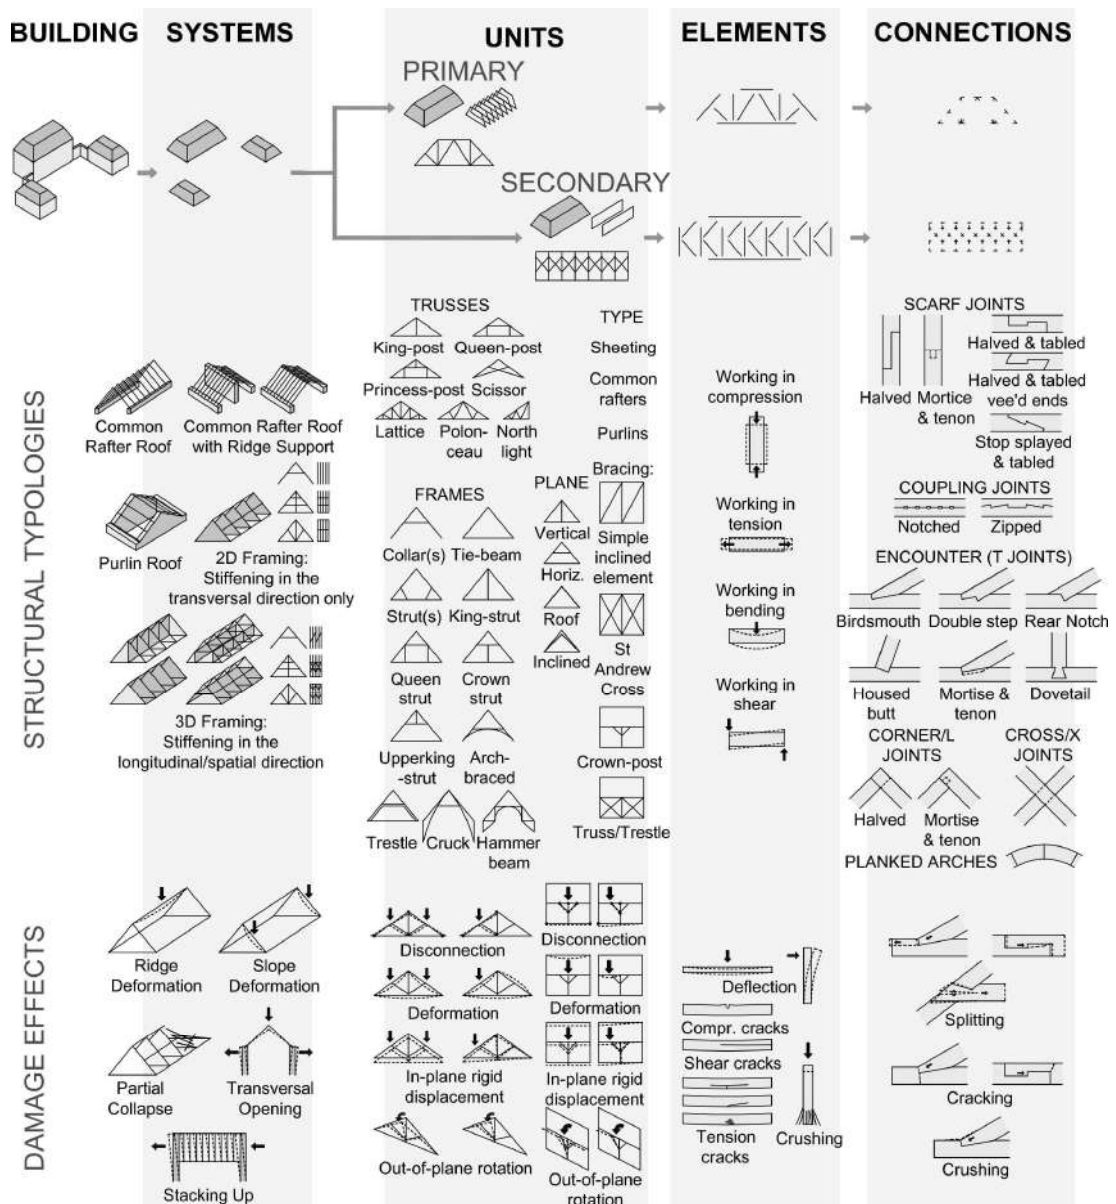 BUILDING SYSTEMS UNITS ELEMENTS CONNECTIONS
PRIMARY
SECONDARY
STRUCTURAL TYPOLOGIES
Common
Rafter Roof
Common Rafter Roof
with Ridge Support
Purlin Roof
2D Framing:
Stiffening in the
transversal direction only
3D Framing:
Stiffening in the
longitudinal/spatial direction
TRUSSES
King-post Queen-post
Princess-post Scissor
Lattice
Polon-
ceau
North
light
FRAMES
Collar(s) Tie-beam
Strut(s) King-strut
Queen
strut
Crown
strut
Upperking
-strut
Arch-
braced
Trestle Cruck Hammer
beam
PLANE
Vertical
Horiz.
Roof
Inclined
TYPE
Sheeting
Common
rafters
Purlins
Bracing:
Simple
inclined
element
St
Andrew
Cross
Crown-post
Truss/Trestle
Working in
compression
Working in
tension
Working in
bending
Working in
shear
SCARF JOINTS
Halved
Mortice
& tenon
Halved & tabled
Halved & tabled
vee'd ends
Stop splayed
& tabled
COUPLING JOINTS
Notched Zipped
ENCOUNTER (T JOINTS)
Birdsmouth Double step Rear Notch
Housed
butt
Mortise &
tenon
Dovetail
CORNER/L
JOINTS
CROSS/X
JOINTS
Halved
Mortise
& tenon
PLANKED ARCHES
DAMAGE EFFECTS
Ridge
Deformation
Slope
Deformation
Partial
Collapse
Transversal
Opening
Stacking Up
Disconnection
Deformation
In-plane rigid
displacement
Out-of-plane rotation
Disconnection
Deformation
In-plane rigid
displacement
Out-of-plane
rotation
Deflection
Compr. cracks
Shear cracks
Tension
cracks
Crushing
Splitting
Cracking
Crushing